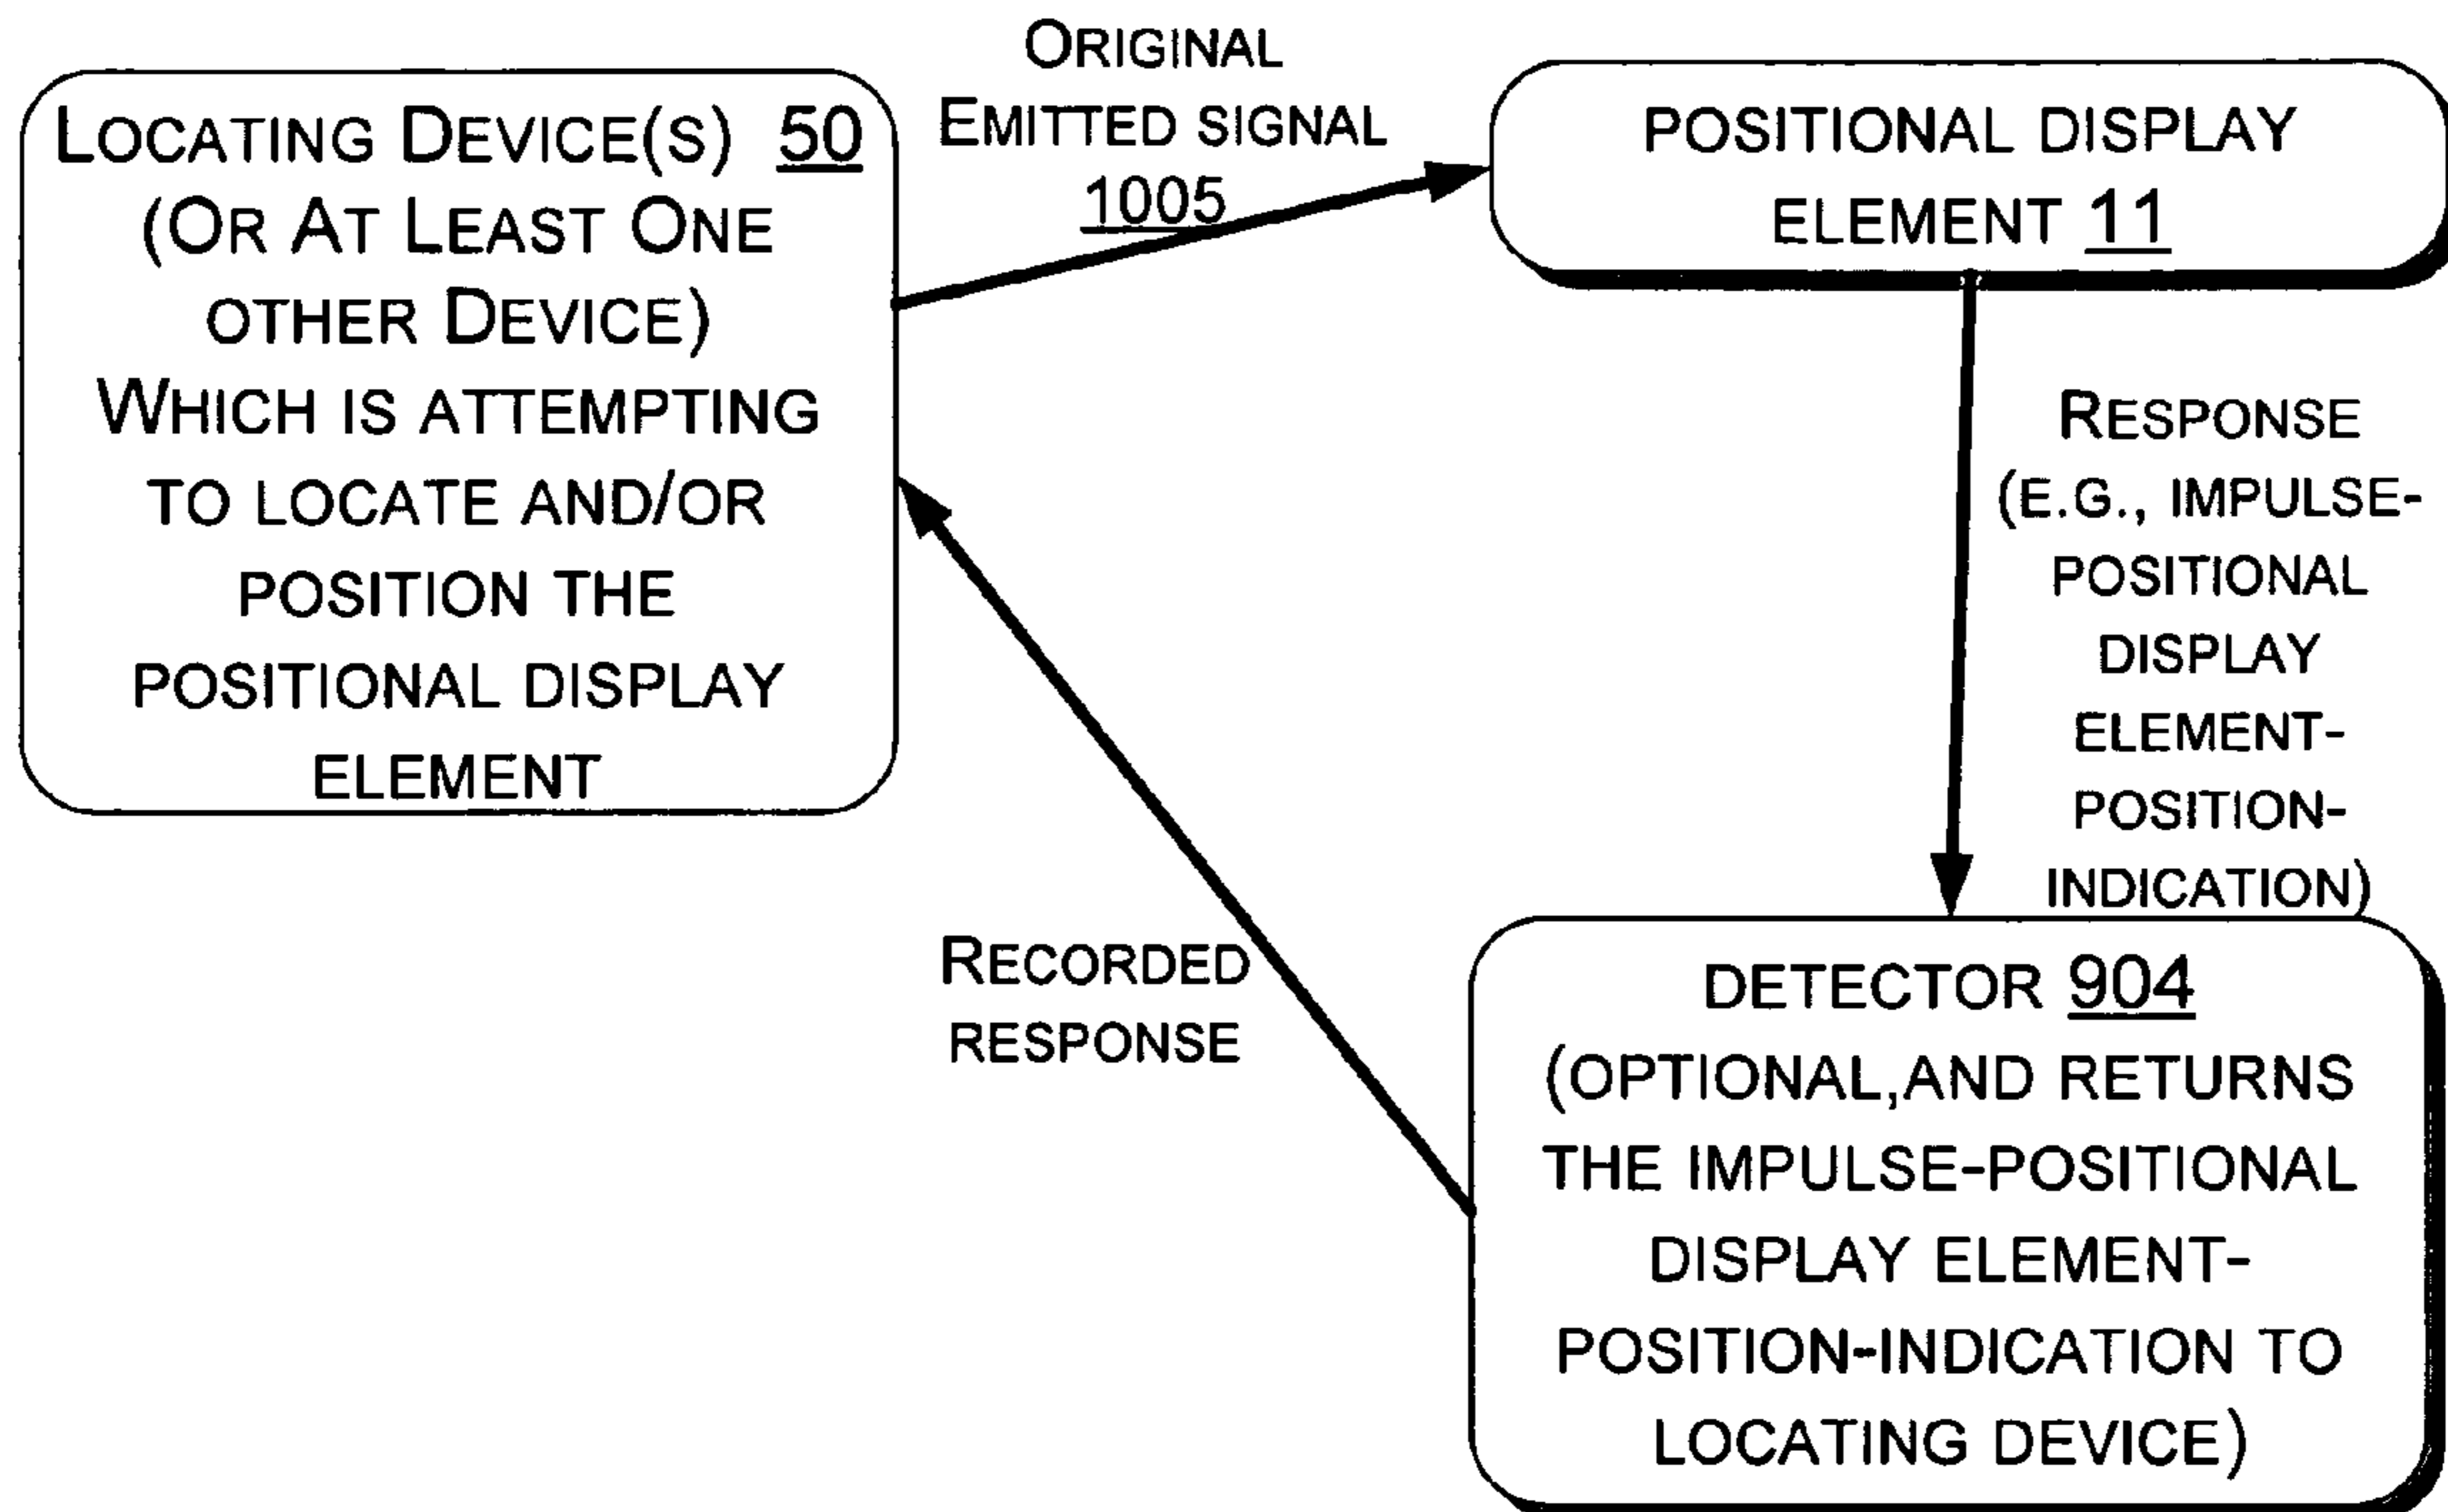 LOCATING DEVICE(S) 50
(OR AT LEAST ONE
OTHER DEVICE)
WHICH IS ATTEMPTING
TO LOCATE AND/OR
POSITION THE
POSITIONAL DISPLAY
ELEMENT
ORIGINAL
EMITTED SIGNAL
1005
POSITIONAL DISPLAY
ELEMENT 11
RESPONSE
(E.G., IMPULSE-
POSITIONAL
DISPLAY
ELEMENT-
POSITION-
INDICATION)
DETECTOR 904
(OPTIONAL,AND RETURNS
THE IMPULSE-POSITIONAL
DISPLAY ELEMENT-
POSITION-INDICATION TO
LOCATING DEVICE)
RECORDED
RESPONSE